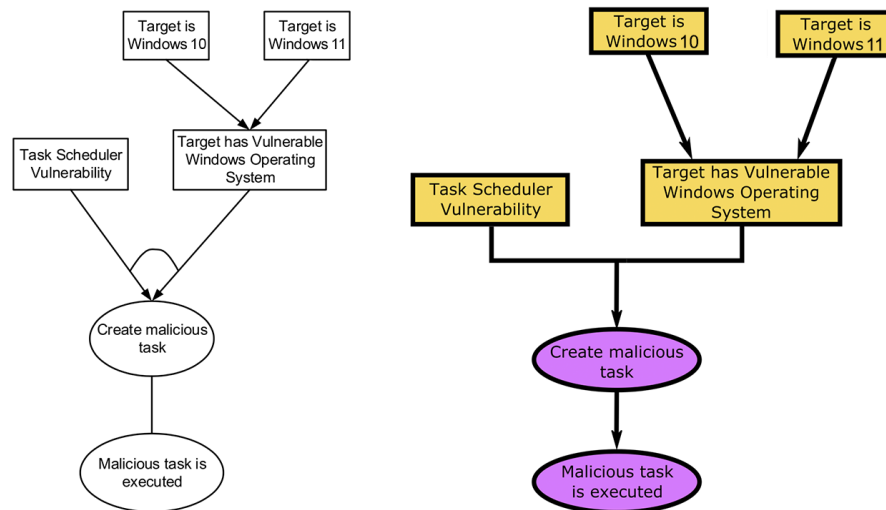 Target is
Windows 10
Target is
Windows 11
Task Scheduler
Vulnerability
Target has Vulnerable
Windows Operating
System
Create malicious
task
Malicious task is
executed
Target is
Windows 10
Target is
Windows 11
Task Scheduler
Vulnerability
Target has Vulnerable
Windows Operating
System
Create malicious
task
Malicious task
is executed